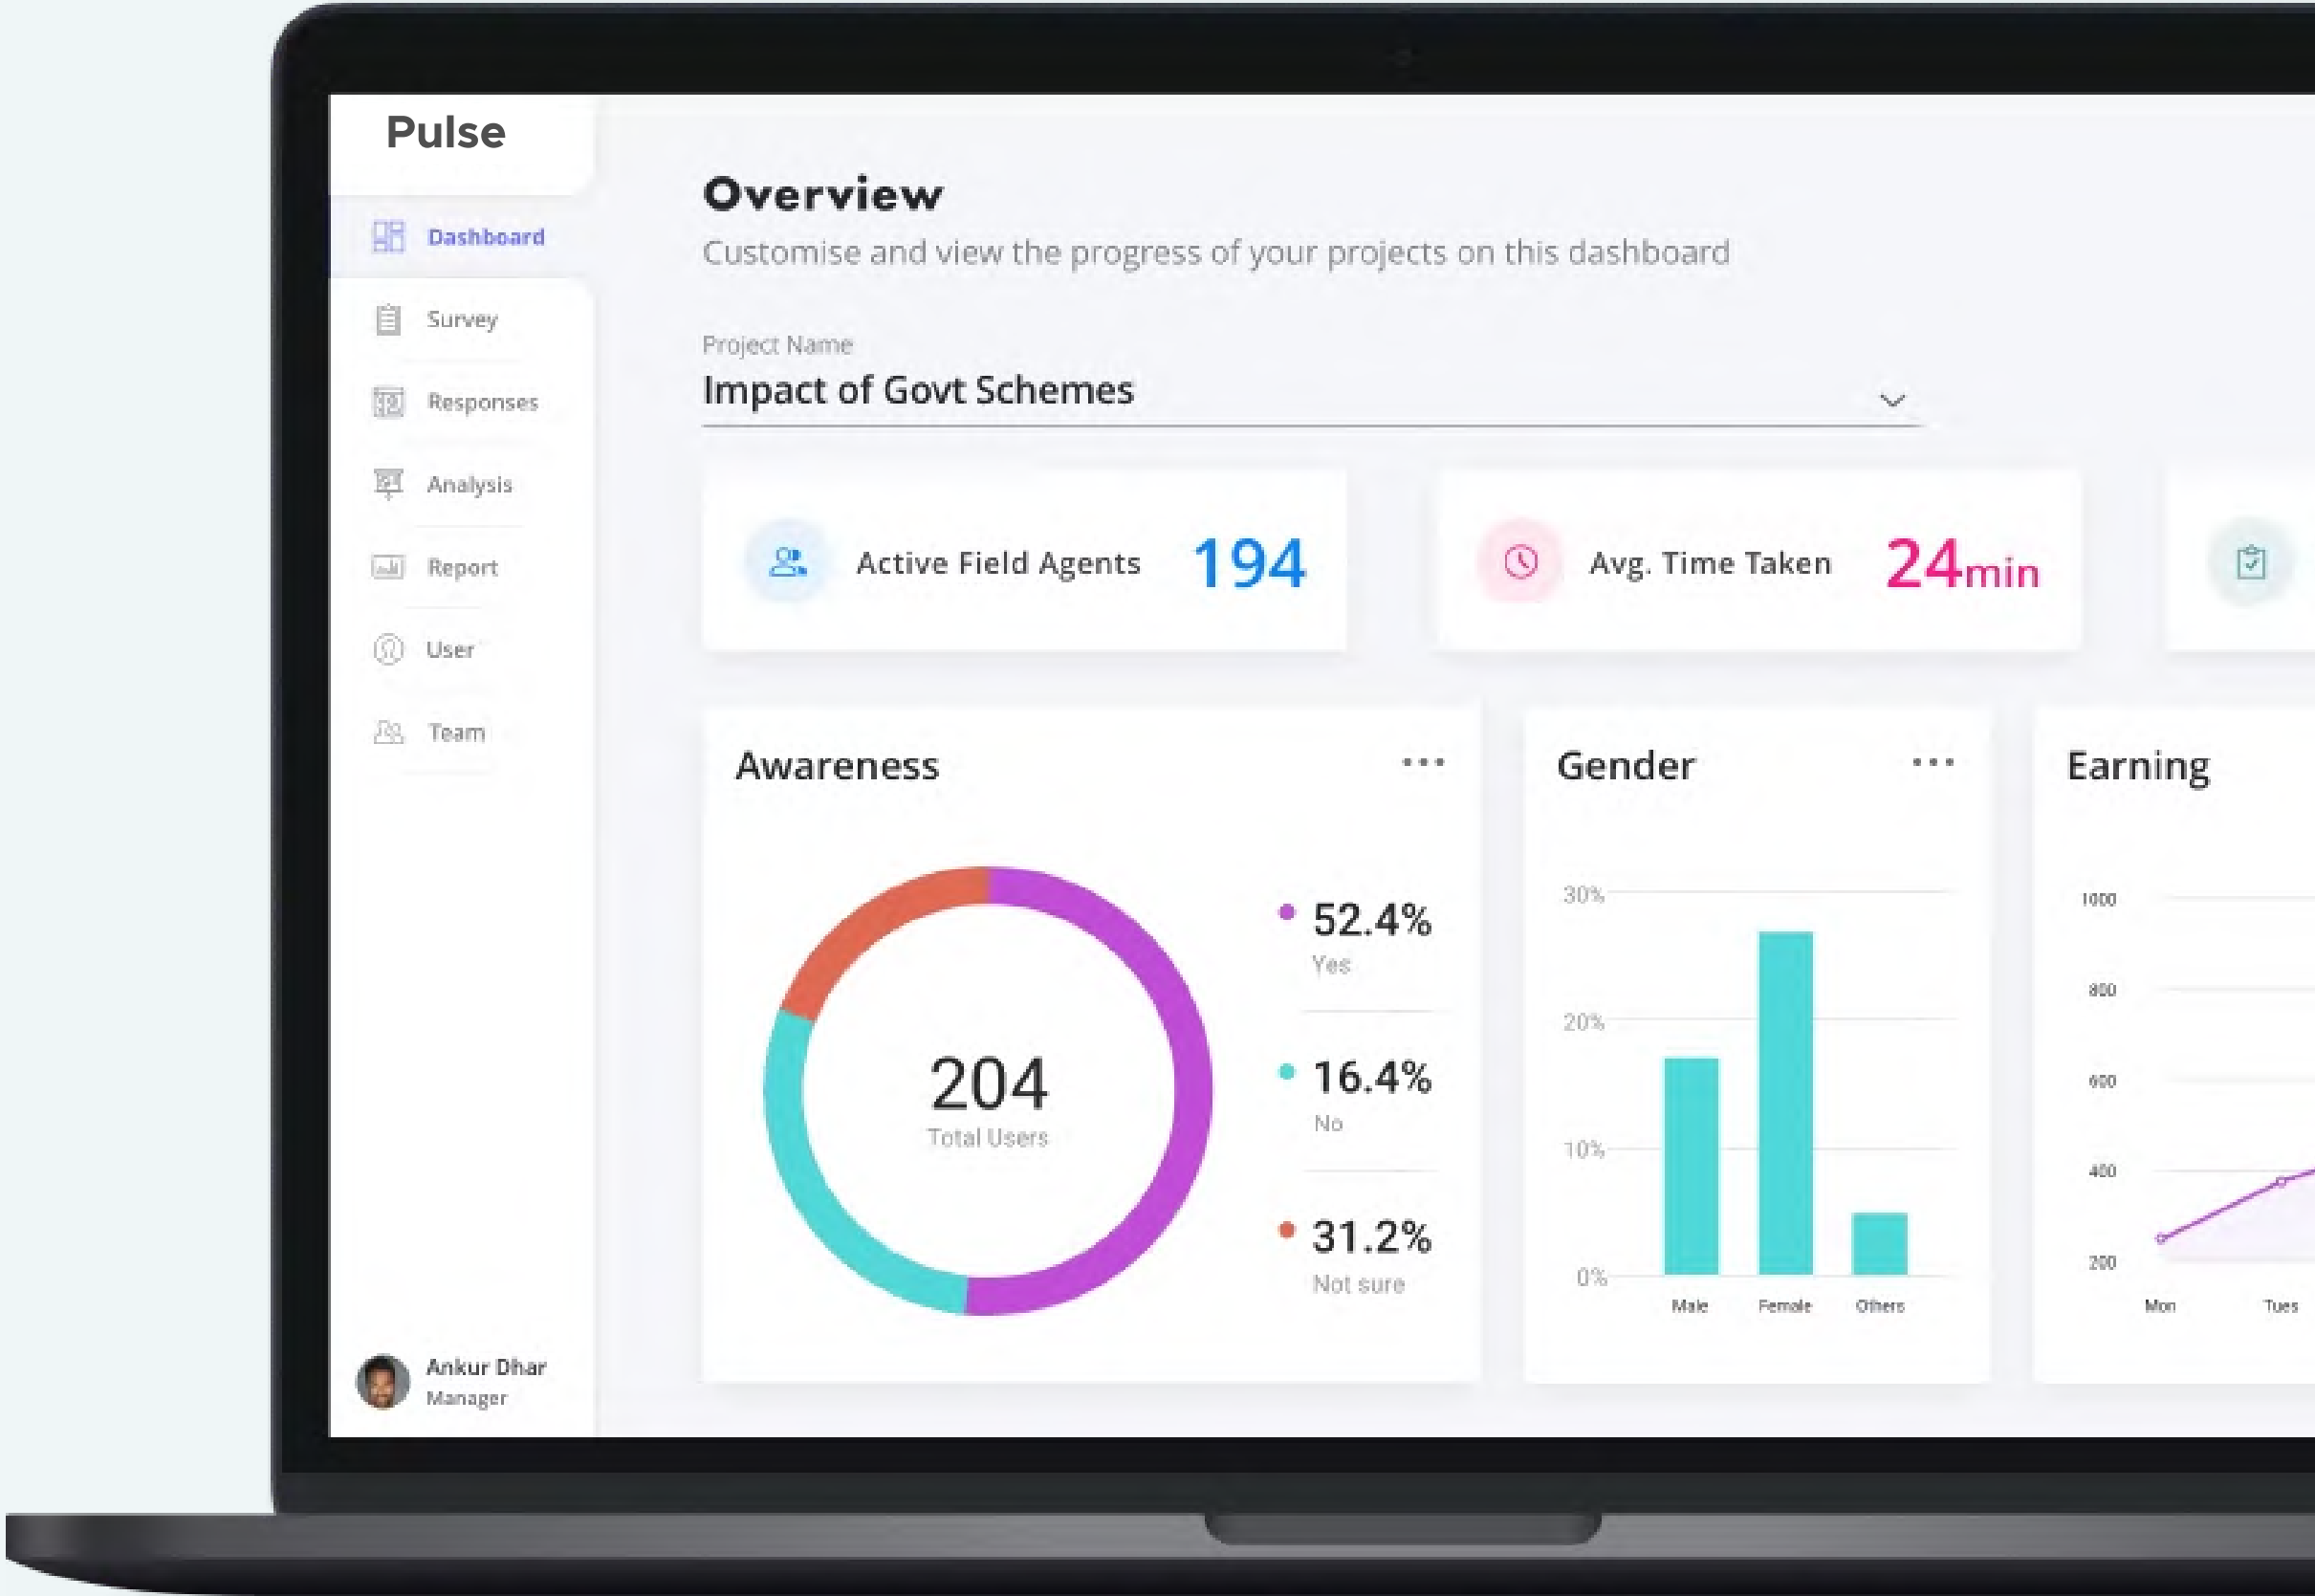 Pulse
Dashboard
Survey
Responses
Analysis
Report
User
Team
Ankur Dhar
Manager
Overview
Customise and view the progress of your projects on this dashboard
Project Name
Impact of Govt Schemes
Active Field Agents 194
Avg. Time Taken 24min
Awareness
204
Total Users
52.4%
Yes
16.4%
No
31.2%
Not sure
Gender
30%
20%
10%
0%
Male Female Others
Earning
1000
800
600
400
200
Mon Tues